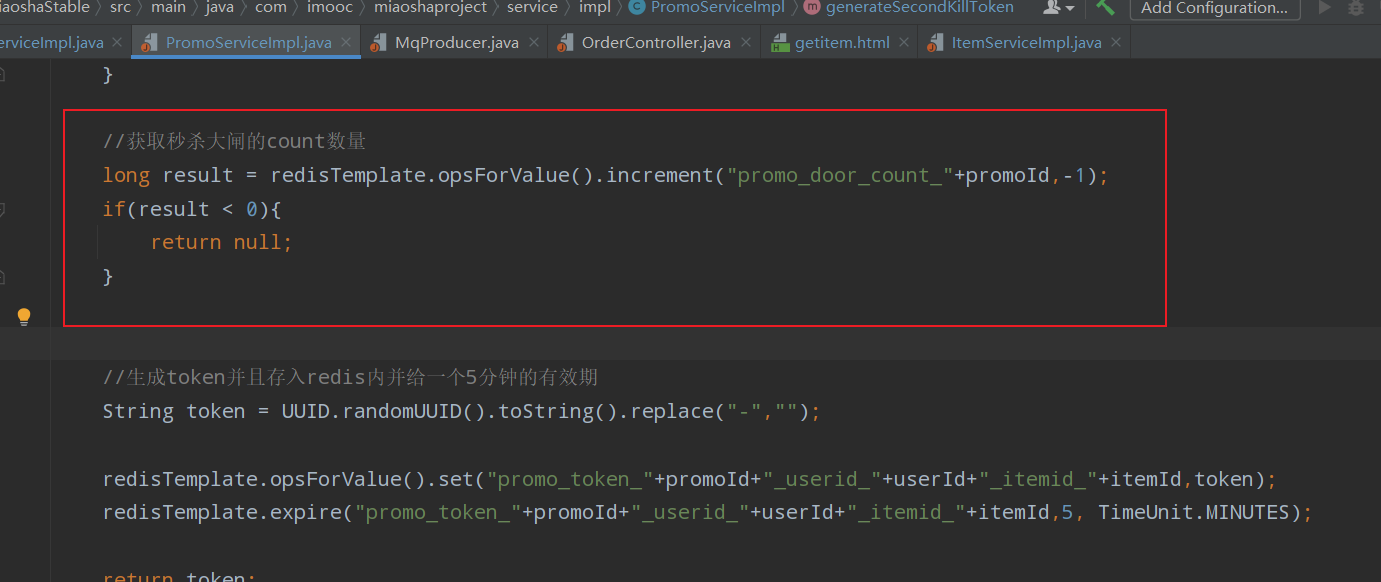 iaoshaStable 〉 src 〉 main 〉 java 〉 com 〉 imooc 〉 miaoshaproject 〉 service 〉 impl 〉 PromoServiceImpl 〉 generateSecondKillToken Add Configuration...
erviceImpl.java PromoServiceImpl.java MqProducer.java OrderController.java getitem.html ItemServiceImpl.java
}
//获取秒杀大闸的count数量
long result = redisTemplate.opsForValue().increment("promo_door_count_"+promoId,-1);
if(result < 0){
return null;
}
//生成token并且存入redis内并给一个5分钟的有效期
String token = UUID.randomUUID().toString().replace("-","");
redisTemplate.opsForValue().set("promo_token_"+promoId+"_userid_"+userId+"_itemid_"+itemId,token);
redisTemplate.expire("promo_token_"+promoId+"_userid_"+userId+"_itemid_"+itemId,5, TimeUnit.MINUTES);
return token;